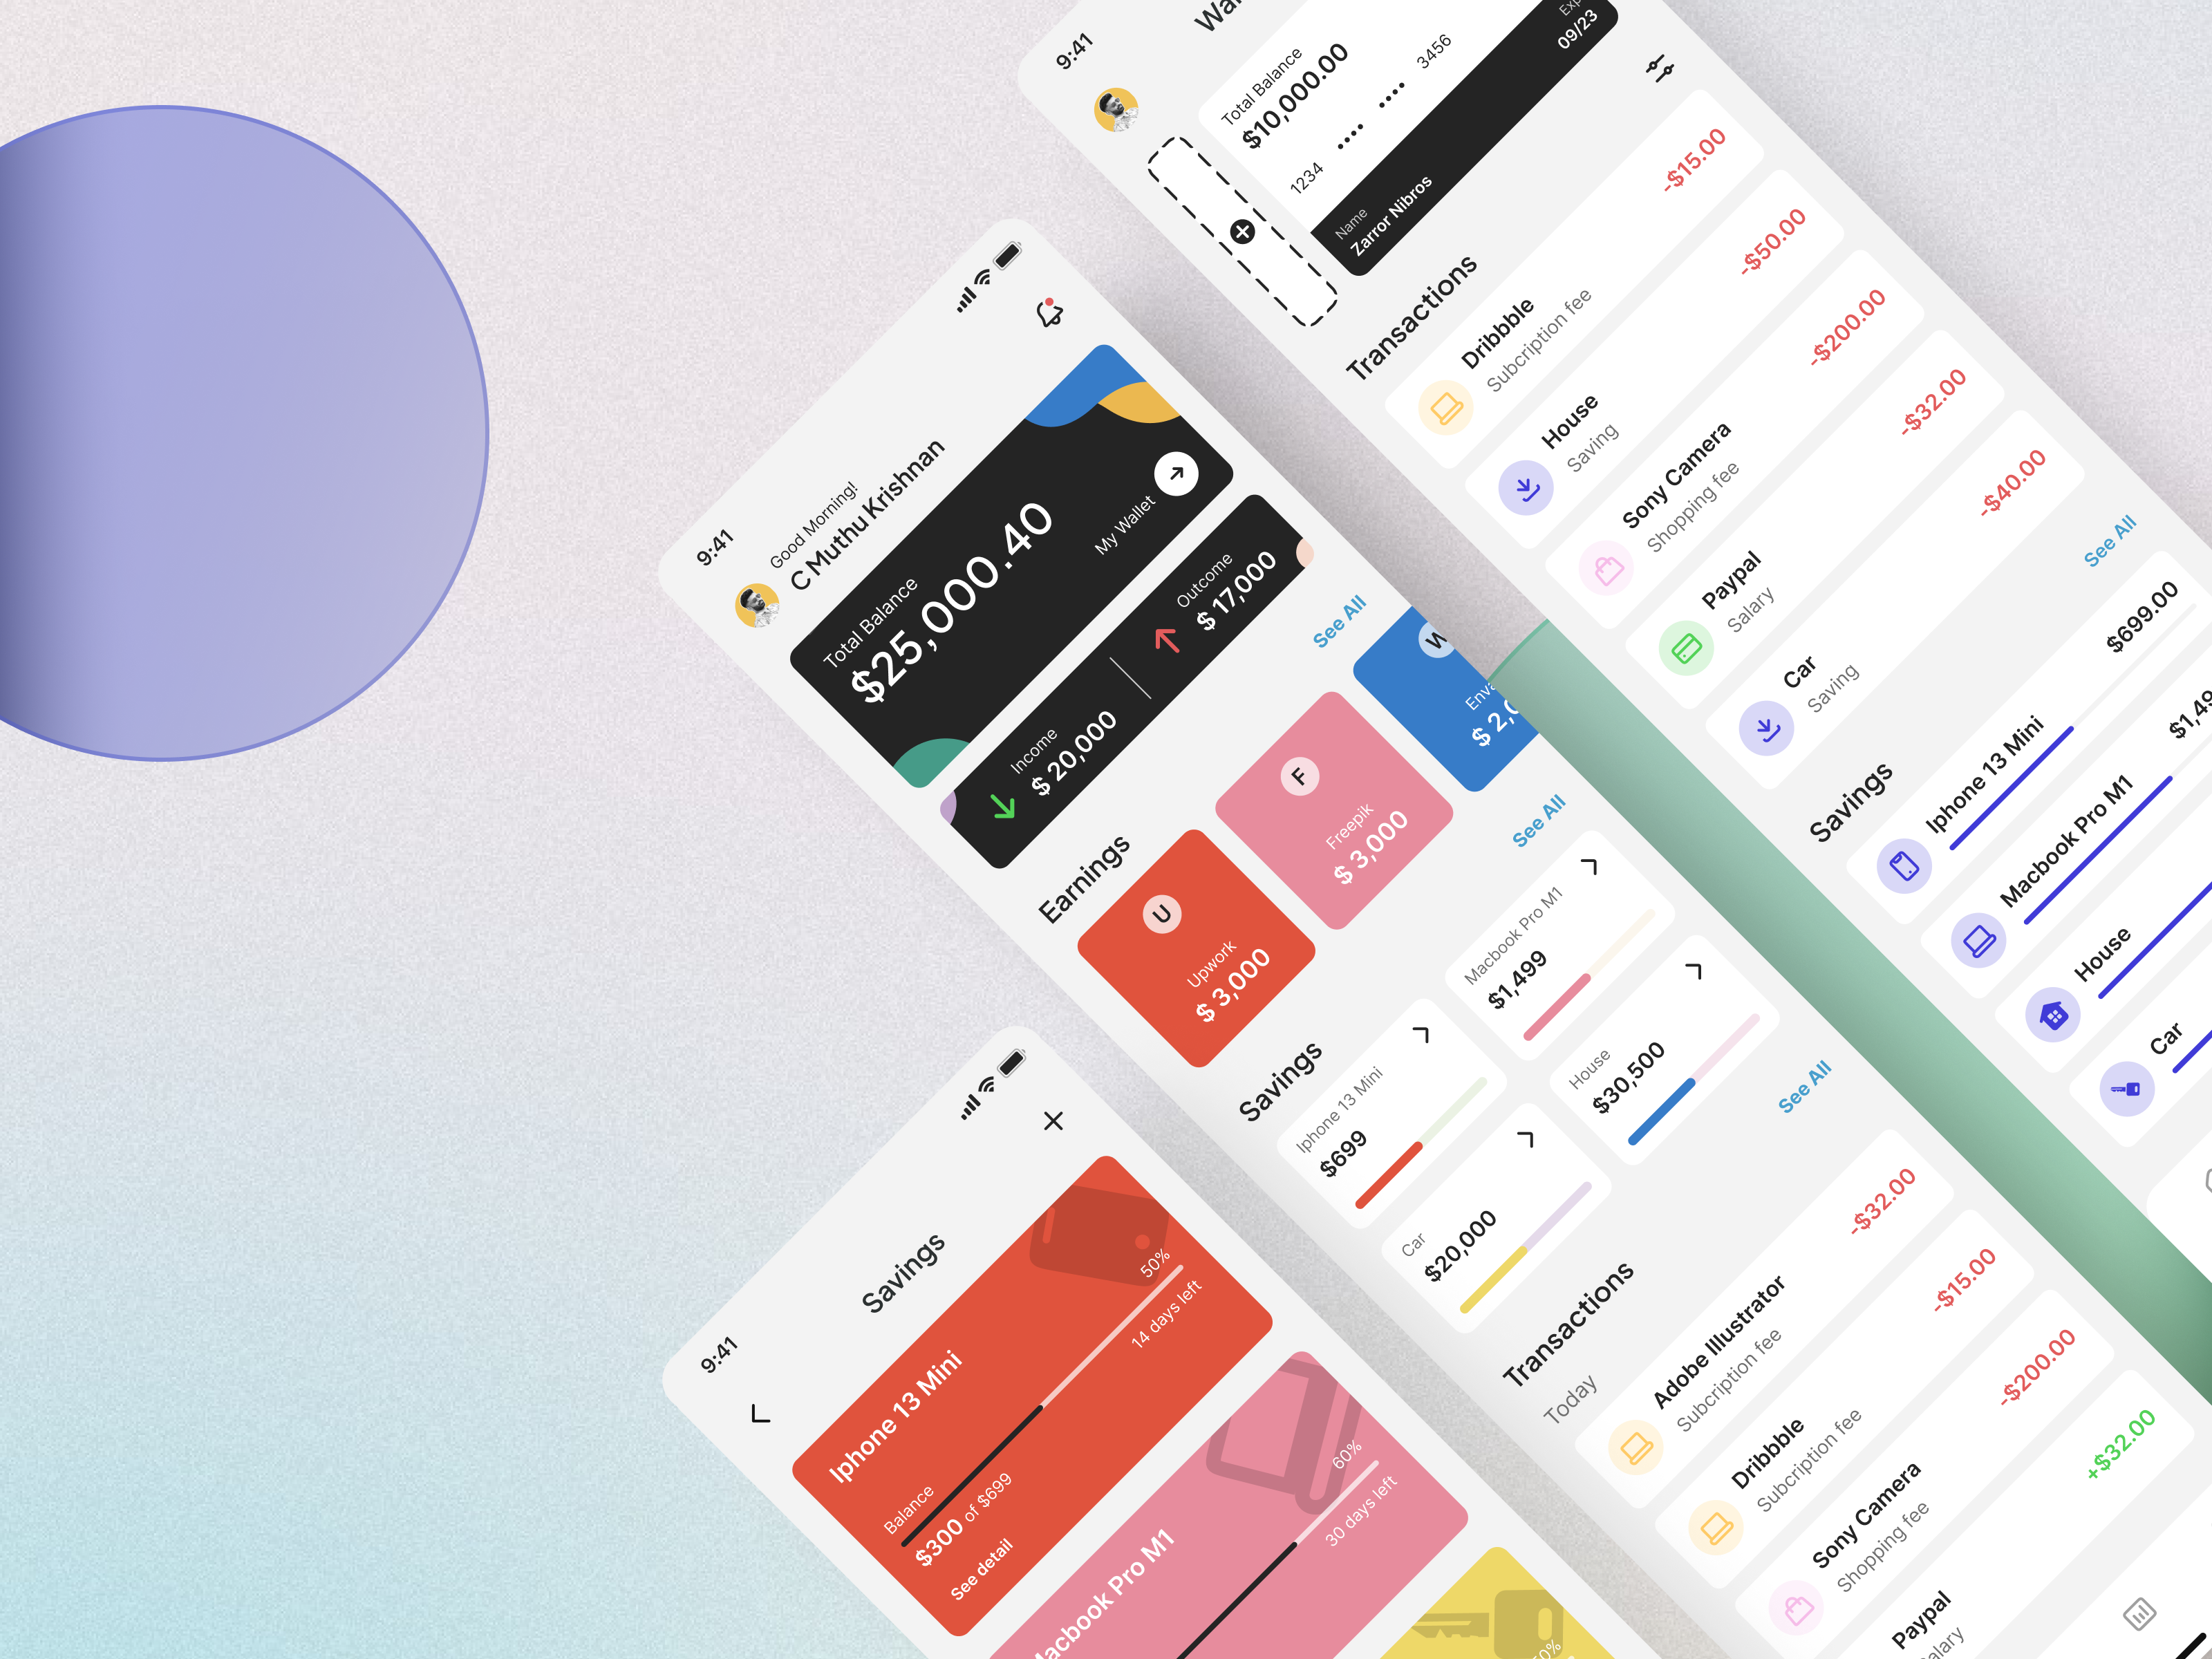 9:41
Total Balance
$10,000.00
1234 •••• •••• 3456
Name
Zarror Nibros
09/23
Transactions
Dribbble
Subcription fee
-$15.00
House
Saving
-$50.00
Sony Camera
Shopping fee
-$200.00
Paypal
Salary
-$32.00
Car
Saving
-$40.00
Savings
See All
Iphone 13 Mini
$699.00
Macbook Pro M1
House
Car
9:41
Good Morning!
C Muthu Krishnan
Total Balance
$25,000.40
My Wallet
Income
$ 20,000
Outcome
$ 17,000
Earnings
See All
U
Upwork
$ 3,000
F
Freepik
$ 3,000
W
Savings
See All
Iphone 13 Mini
$699
Macbook Pro M1
$1,499
Car
$20,000
House
$30,500
Transactions
See All
Today
Adobe Illustrator
Subcription fee
-$32.00
Dribbble
Subcription fee
-$15.00
Sony Camera
Shopping fee
-$200.00
Paypal
+$32.00
9:41
Savings
Iphone 13 Mini
50%
14 days left
Balance
$300 of $699
See detail
Macbook Pro M1
60%
30 days left